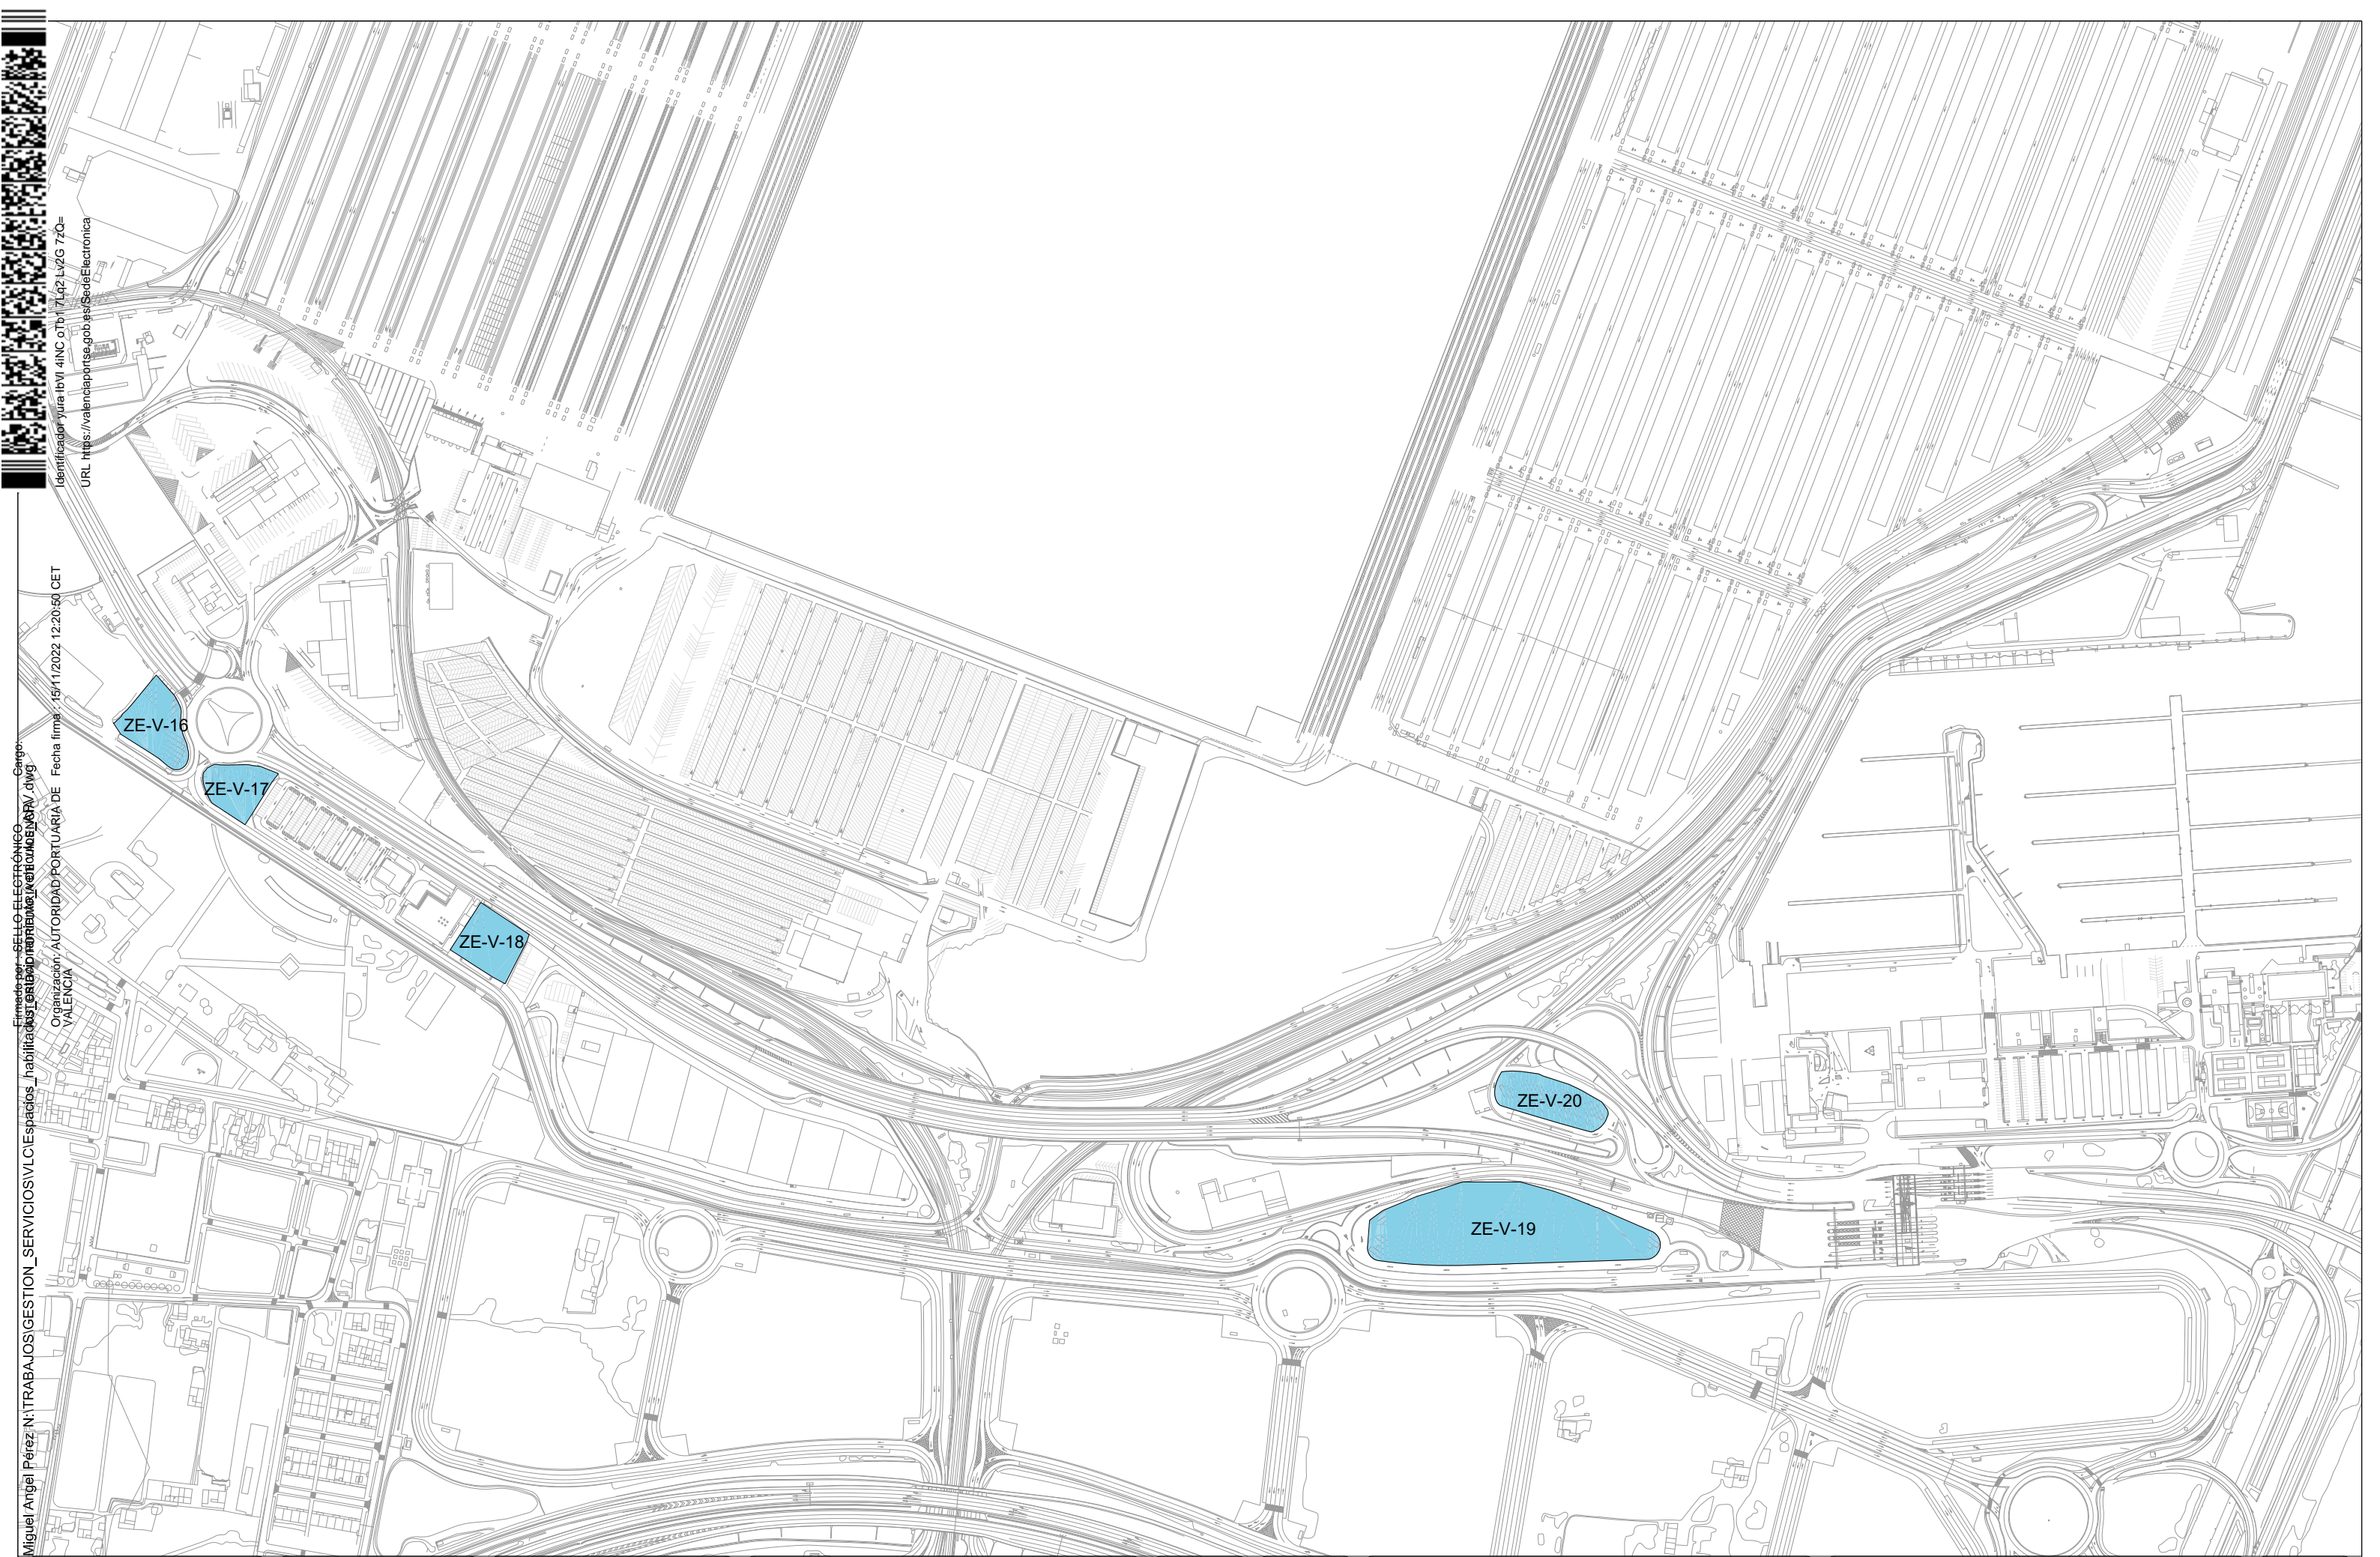 Identificador yura IbVI 4iNC oTb1 7Lq2 Lv2G 7zQ=
URL https://valenciaportse.gob.es/SedeElectronica
Firmado por: SELLO ELECTRÓNICO
Cargo:
Organización: AUTORIDAD PORTUARIA DE
VALENCIA
Fecha firma: 15/11/2022 12:20:50 CET
Miguel Angel Pérez N:\TRABAJOS\GESTION_SERVICIOS\VLC\Espacios_habilitados
ZE-V-16
ZE-V-17
ZE-V-18
ZE-V-20
ZE-V-19